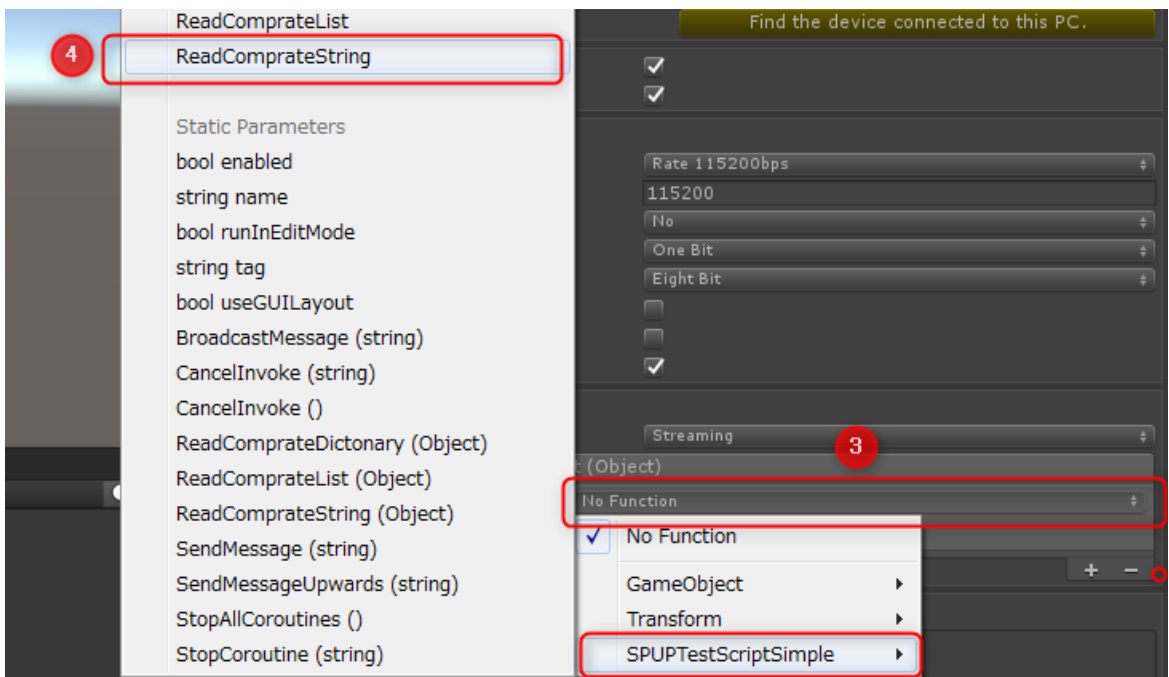 ReadComprateList
ReadComprateString
4
Static Parameters
bool enabled
string name
bool runInEditMode
string tag
bool useGUILayout
BroadcastMessage (string)
CancelInvoke (string)
CancelInvoke ()
ReadComprateDictonary (Object)
ReadComprateList (Object)
ReadComprateString (Object)
SendMessage (string)
SendMessageUpwards (string)
StopAllCoroutines ()
StopCoroutine (string)
Find the device connected to this PC.
Rate 115200bps
115200
No
One Bit
Eight Bit
Streaming
3
(Object)
No Function
No Function
GameObject
Transform
SPUPTestScriptSimple
+ −